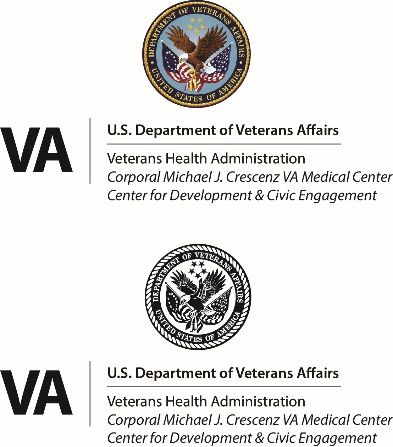 DEPARTMENT OF VETERANS AFFAIRS
UNITED STATES OF AMERICA
VA
U.S. Department of Veterans Affairs
Veterans Health Administration
Corporal Michael J. Crescenz VA Medical Center
Center for Development & Civic Engagement
DEPARTMENT OF VETERANS AFFAIRS
UNITED STATES OF AMERICA
VA
U.S. Department of Veterans Affairs
Veterans Health Administration
Corporal Michael J. Crescenz VA Medical Center
Center for Development & Civic Engagement